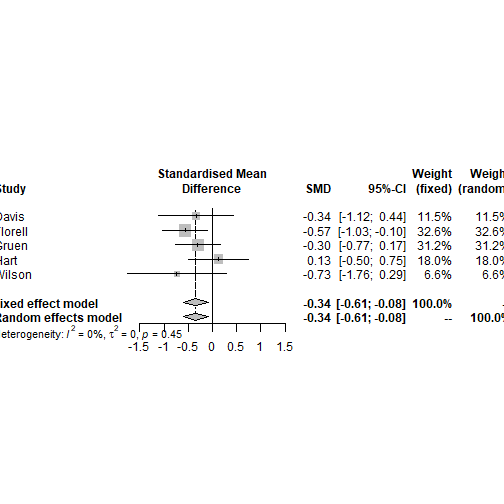 Standardised Mean Weight Weigh
Study Difference SMD 95%-CI (fixed) (random
Davis -0.34 [-1.12; 0.44] 11.5% 11.5%
lorell -0.57 [-1.03; -0.10] 32.6% 32.6%
Gruen -0.30 [-0.77; 0.17] 31.2% 31.2%
Hart 0.13 [-0.50; 0.75] 18.0% 18.0%
Wilson -0.73 [-1.76; 0.29] 6.6% 6.6%
ixed effect model -0.34 [-0.61; -0.08] 100.0% -
Random effects model -0.34 [-0.61; -0.08] -- 100.0%
eterogeneity: I² = 0%, τ² = 0, p = 0.45
-1.5 -1 -0.5 0 0.5 1 1.5